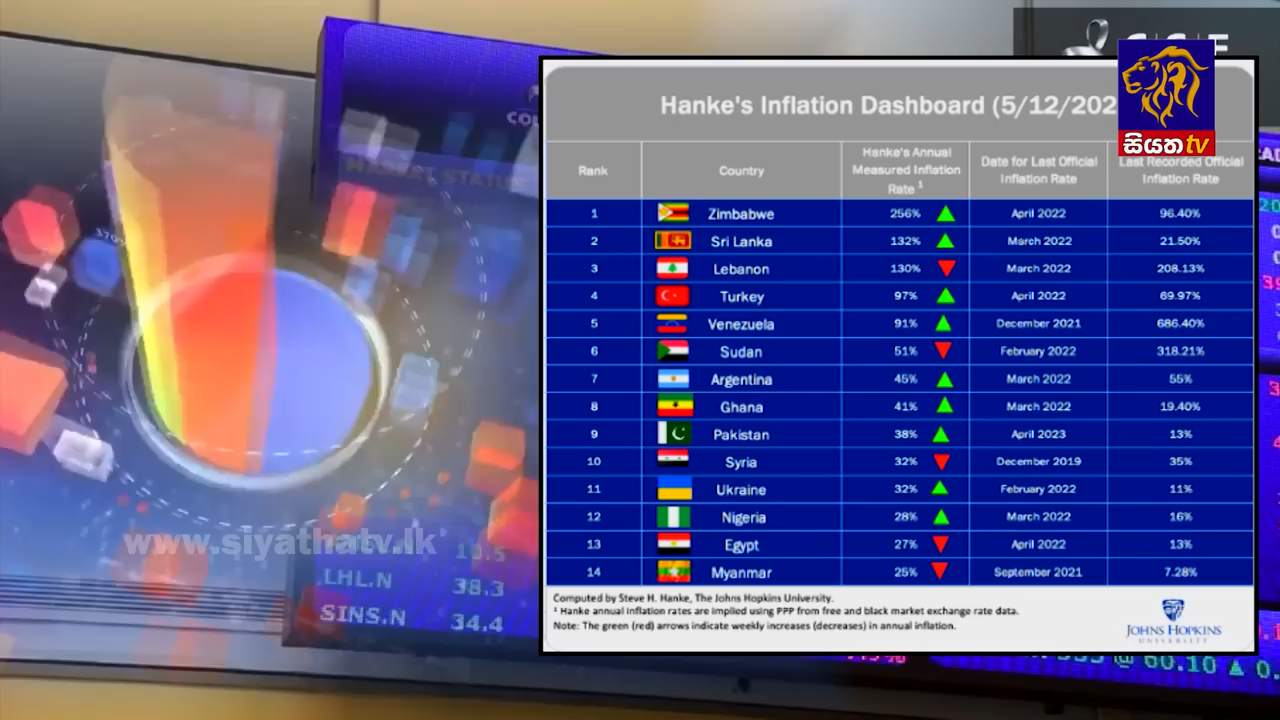 Hanke's Inflation Dashboard (5/12/202
සියත tv
Rank Country Hanke's Annual Measured Inflation Rate 1 Date for Last Official Inflation Rate Last Recorded Official Inflation Rate
1 Zimbabwe 256% April 2022 96.40%
2 Sri Lanka 132% March 2022 21.50%
3 Lebanon 130% March 2022 208.13%
4 Turkey 97% April 2022 69.97%
5 Venezuela 91% December 2021 686.40%
6 Sudan 51% February 2022 318.21%
7 Argentina 45% March 2022 55%
8 Ghana 41% March 2022 19.40%
9 Pakistan 38% April 2023 13%
10 Syria 32% December 2019 35%
11 Ukraine 32% February 2022 11%
12 Nigeria 28% March 2022 16%
13 Egypt 27% April 2022 13%
14 Myanmar 25% September 2021 7.28%
Computed by Steve H. Hanke, The Johns Hopkins University.
1 Hanke annual inflation rates are implied using PPP from free and black market exchange rate data.
Note: The green (red) arrows indicate weekly increases (decreases) in annual inflation.
JOHNS HOPKINS
UNIVERSITY
MARKET STATUS
www.siyathatv.lk
10.5
LHL.N 38.3
SINS.N 34.4
@ 60.10